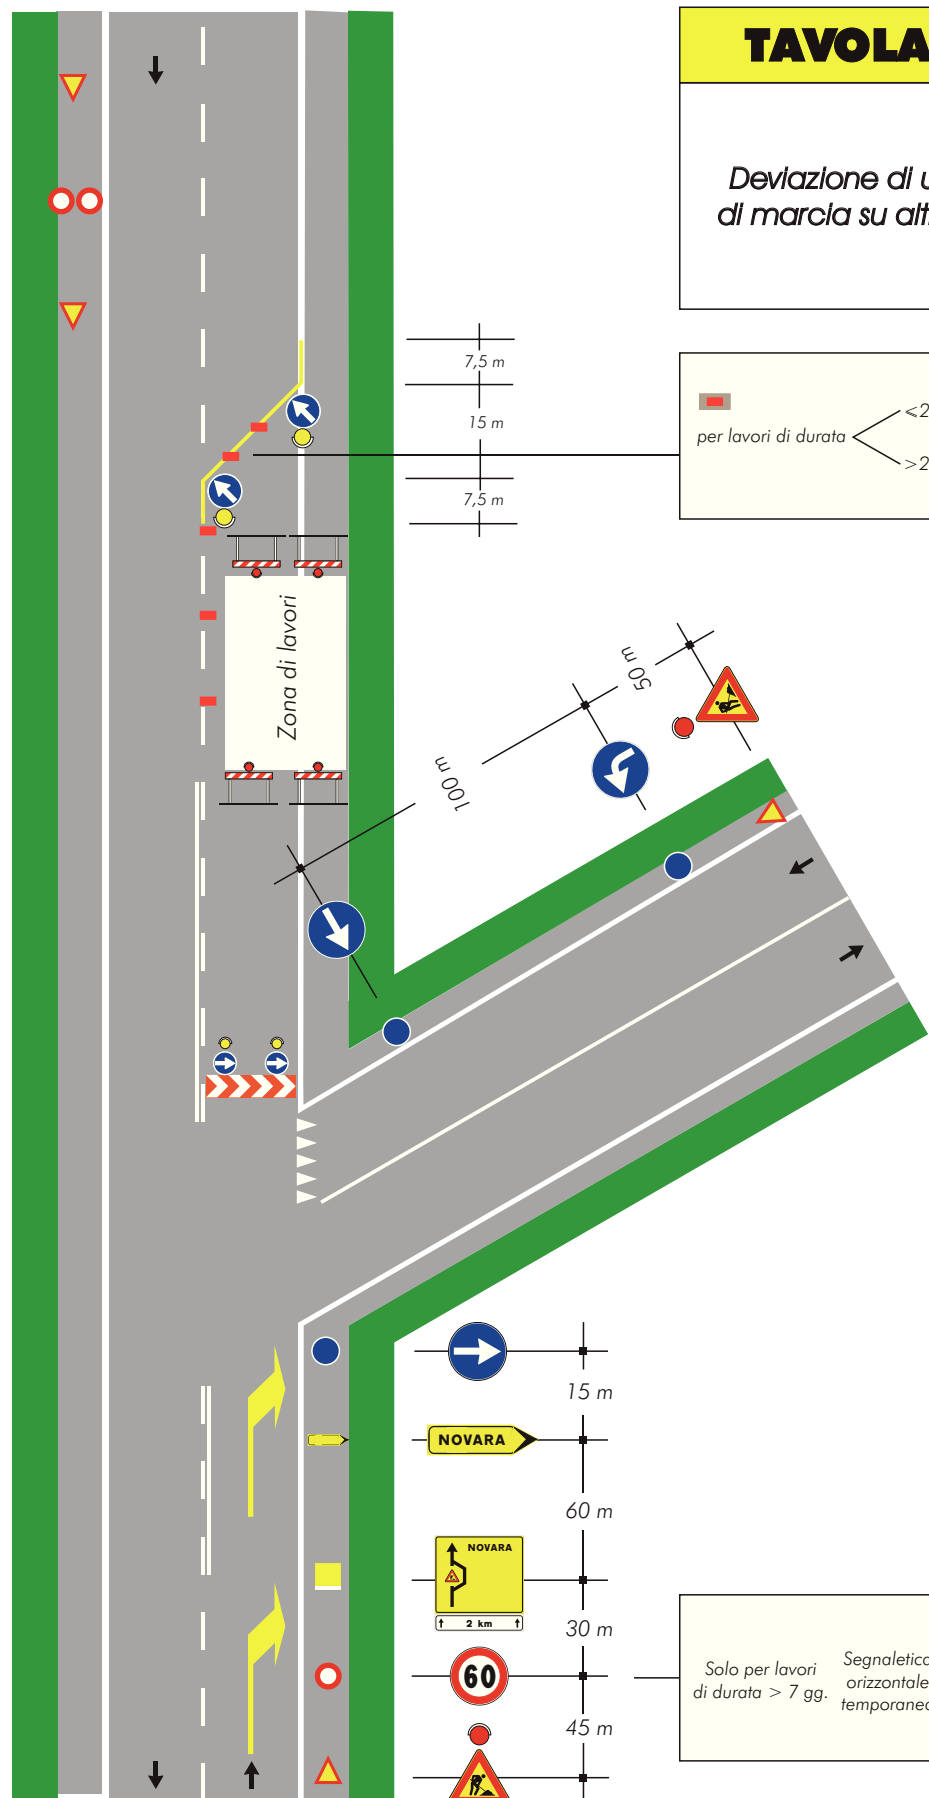 TAVOLA
Deviazione di
di marcia su
7,5 m
15 m
7,5 m
per lavori di durata
<2
>2
Zona di lavori
50 m
100 m
15 m
NOVARA
60 m
NOVARA
2 km
30 m
60
45 m
Solo per lavori
di durata > 7 gg.
Segnaletica
orizzontale
temporanea